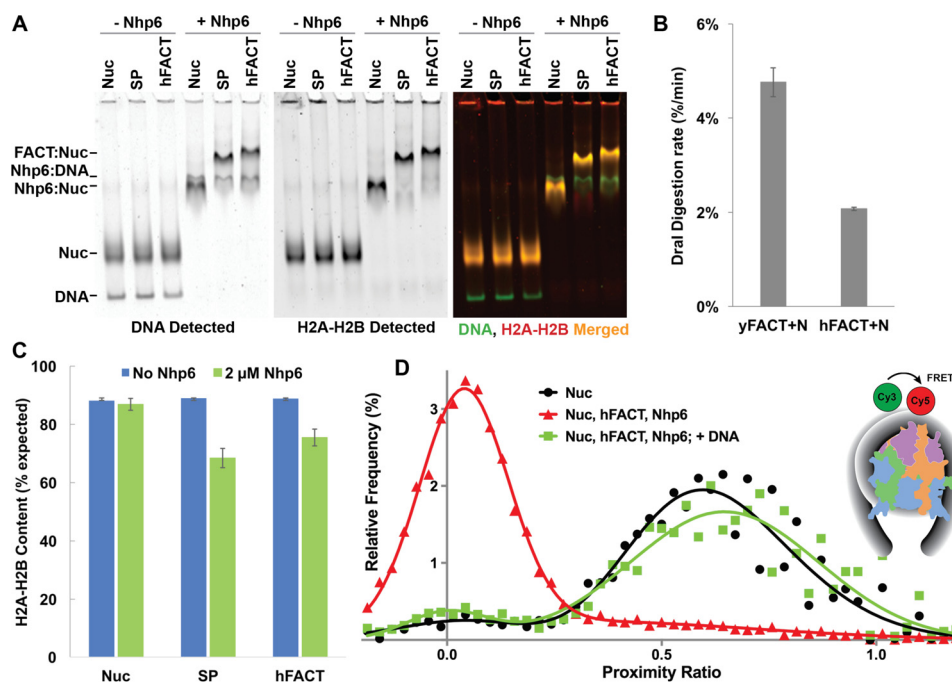 A
- Nhp6
+ Nhp6
- Nhp6
+ Nhp6
- Nhp6
+ Nhp6
Nuc
SP
hFACT
Nuc
SP
hFACT
Nuc
SP
hFACT
Nuc
SP
hFACT
Nuc
SP
hFACT
Nuc
SP
hFACT
FACT:Nuc
Nhp6:DNA
Nhp6:Nuc
Nuc
DNA
DNA Detected
H2A-H2B Detected
DNA, H2A-H2B Merged
B
DraI Digestion rate (%/min)
6%
4%
2%
0%
yFACT+N
hFACT+N
C
No Nhp6
2 µM Nhp6
H2A-H2B Content (% expected)
100
80
60
40
20
0
Nuc
SP
hFACT
D
Nuc
Nuc, hFACT, Nhp6
Nuc, hFACT, Nhp6; + DNA
Relative Frequency (%)
3
2
1
0.0
0.5
1.0
Proximity Ratio
FRET
Cy3
Cy5